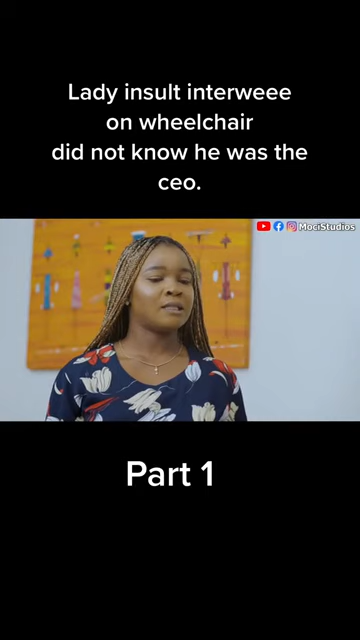 Lady insult interweee
on wheelchair
did not know he was the
ceo.
MociStudios
Part 1